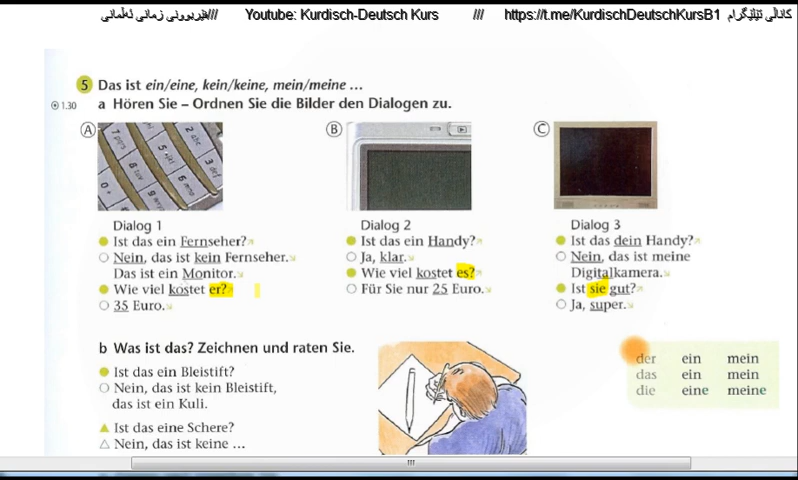 کاناڵی تێلێگرام https://t.me/KurdischDeutschKursB1 /// Youtube: Kurdisch-Deutsch Kurs ///فێربوونی زمانی ئەڵمانی
5 Das ist ein/eine, kein/keine, mein/meine ...
1.30 a Hören Sie – Ordnen Sie die Bilder den Dialogen zu.
A
B
C
Dialog 1
Ist das ein Fernseher?
Nein, das ist kein Fernseher.
Das ist ein Monitor.
Wie viel kostet er?
35 Euro.
Dialog 2
Ist das ein Handy?
Ja, klar.
Wie viel kostet es?
Für Sie nur 25 Euro.
Dialog 3
Ist das dein Handy?
Nein, das ist meine
Digitalkamera.
Ist sie gut?
Ja, super.
b Was ist das? Zeichnen und raten Sie.
Ist das ein Bleistift?
Nein, das ist kein Bleistift,
das ist ein Kuli.
Ist das eine Schere?
Nein, das ist keine ...
der ein mein
das ein mein
die eine meine